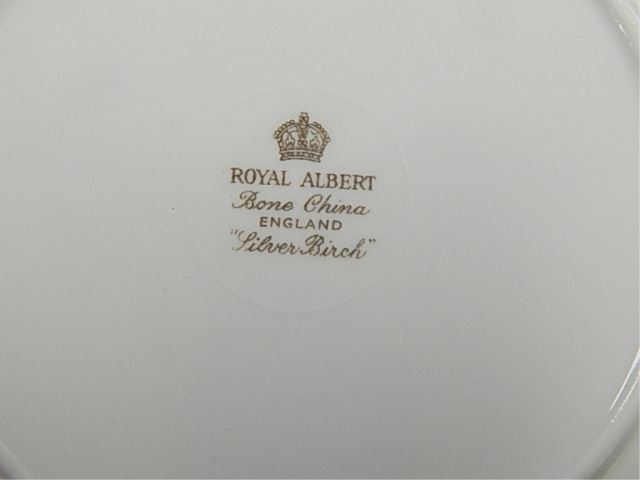 ROYAL ALBERT
Bone China
ENGLAND
"Silver Birch"